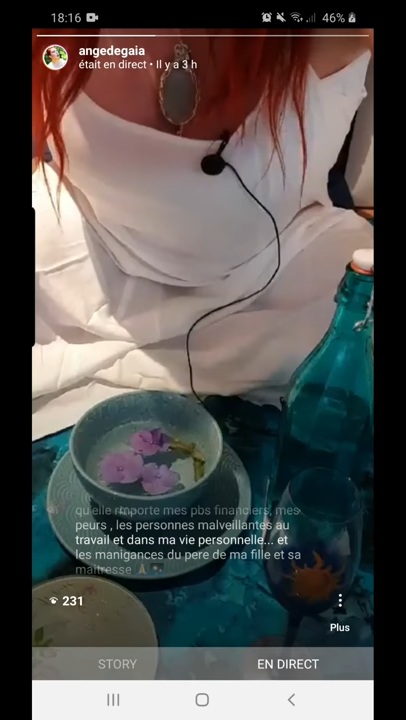 18:16
46%
angedegaia
était en direct • Il y a 3 h
qu'elle mporte mes pbs financiers, mes
peurs , les personnes malveillantes au
travail et dans ma vie personnelle... et
les manigances du pere de ma fille et sa
maitresse
231
Plus
STORY
EN DIRECT